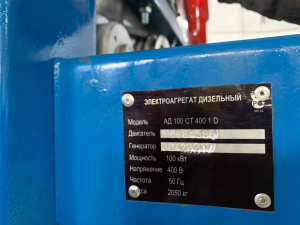 ЭЛЕКТРОАГРЕГАТ ДИЗЕЛЬНЫЙ
Модель АД 100 СТ 400 1 D
Двигатель
Генератор
Мощность 100 кВт
Напряжение 400 В
Частота 50 Гц
2050 кг